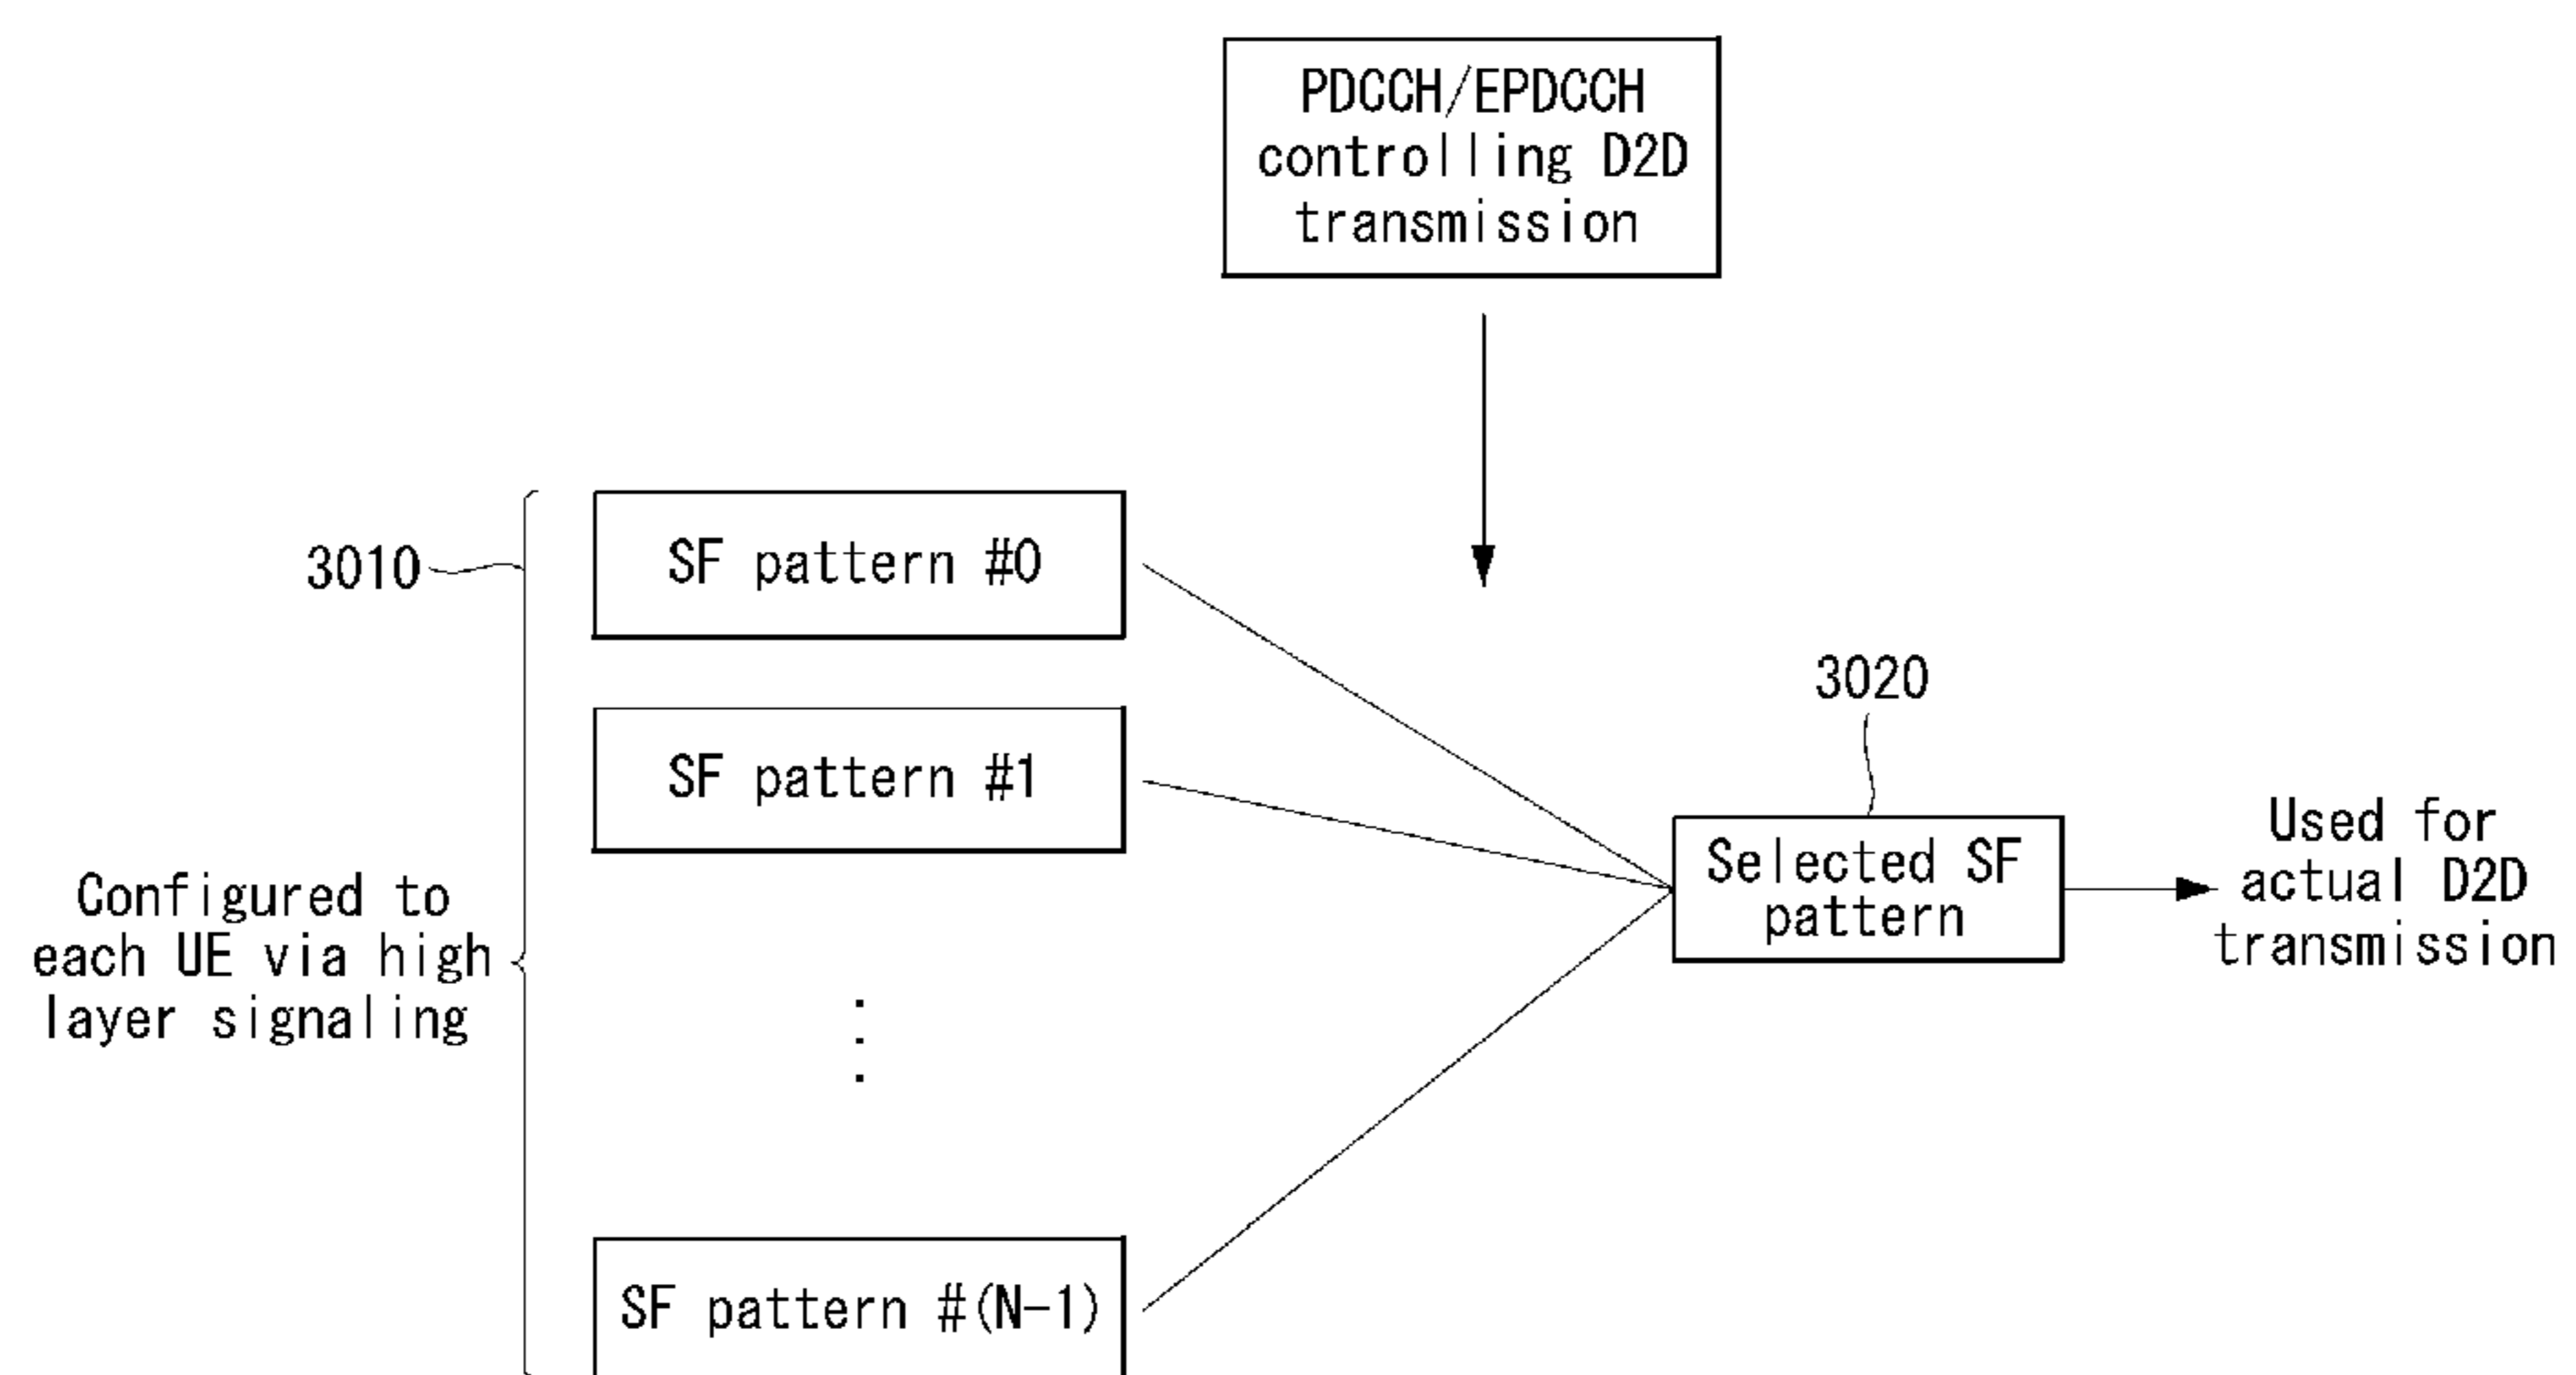 PDCCH/EPDCCH
controlling D2D
transmission
3010
SF pattern #0
SF pattern #1
Configured to
each UE via high
layer signaling
SF pattern #(N-1)
3020
Selected SF
pattern
Used for
actual D2D
transmission